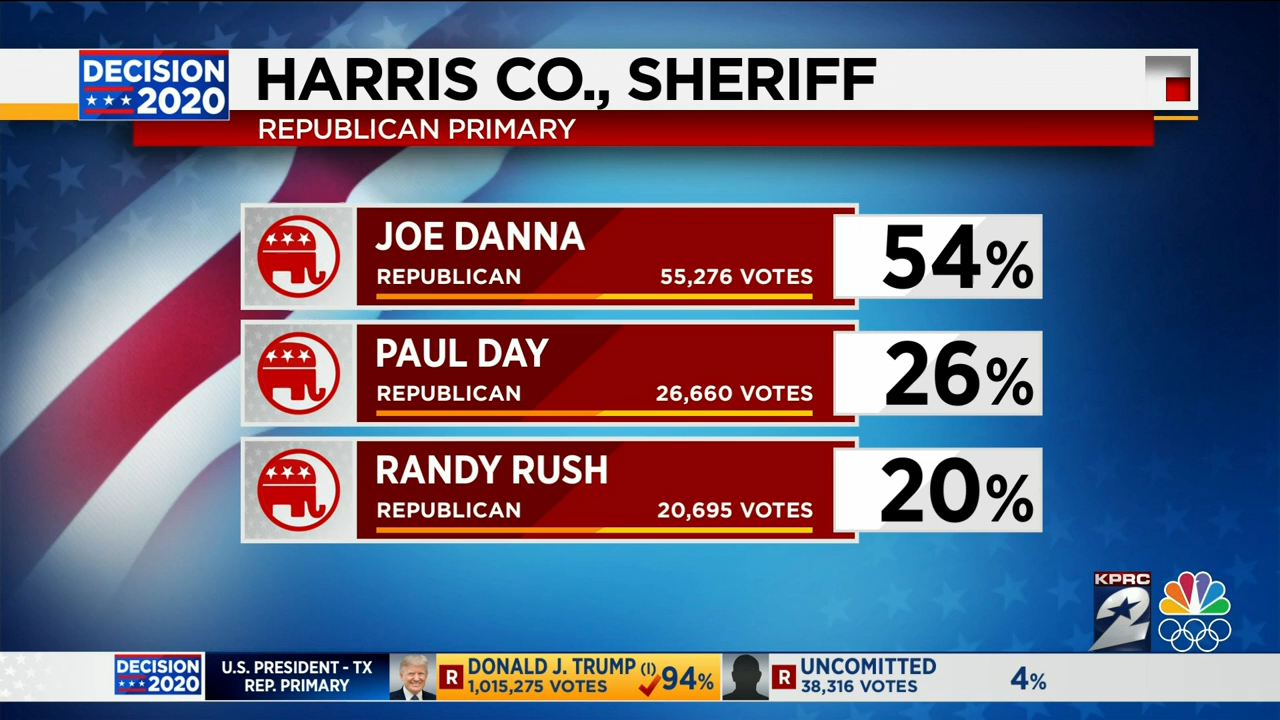 DECISION
2020
HARRIS CO., SHERIFF
REPUBLICAN PRIMARY
JOE DANNA
REPUBLICAN 55,276 VOTES
54%
PAUL DAY
REPUBLICAN 26,660 VOTES
26%
RANDY RUSH
REPUBLICAN 20,695 VOTES
20%
KPRC
2
DECISION
2020
U.S. PRESIDENT - TX
REP. PRIMARY
R DONALD J. TRUMP (I)
1,015,275 VOTES
94%
R UNCOMITTED
38,316 VOTES
4%